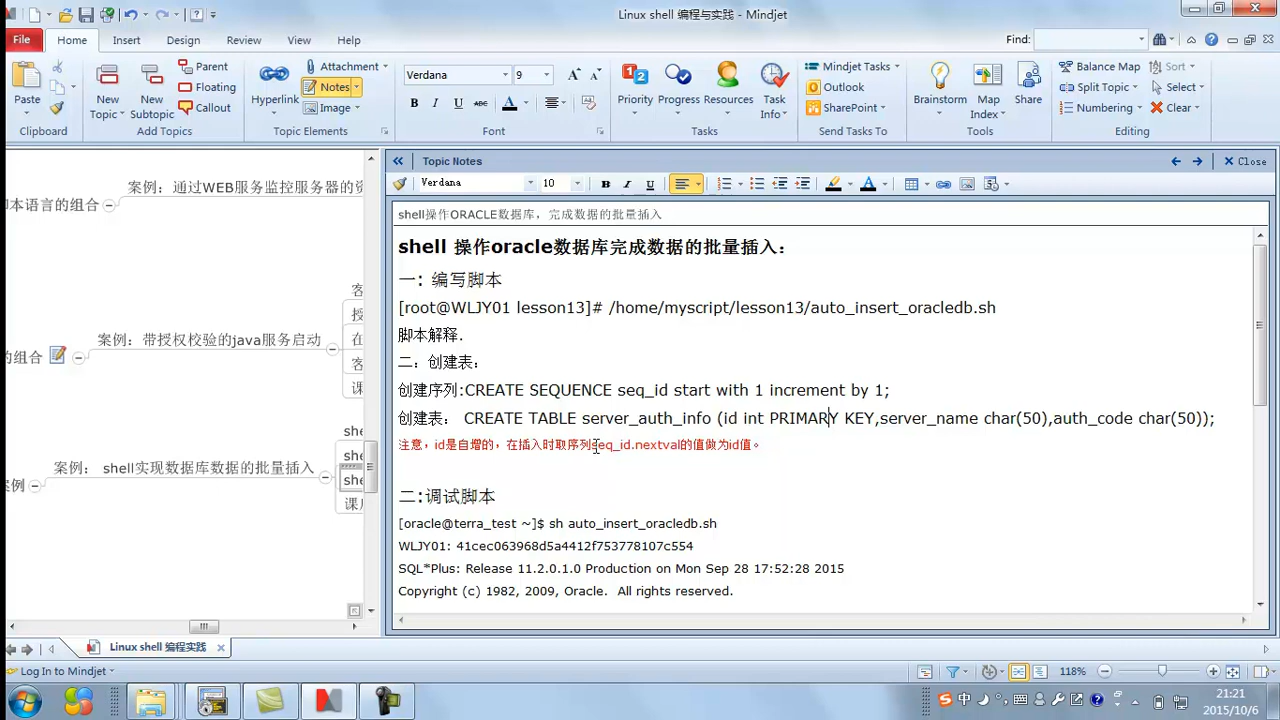 Linux shell 编程与实践 - Mindjet
File Home Insert Design Review View Help Find:
Paste
Clipboard
New Topic
New Subtopic
Parent
Floating
Callout
Add Topics
Hyperlink
Attachment
Notes
Image
Topic Elements
Verdana 9
B I U ABC A
Font
Priority Progress Resources Task Info
Tasks
Mindjet Tasks
Outlook
SharePoint
Send Tasks To
Brainstorm Map Index Share
Tools
Balance Map Sort
Split Topic Select
Numbering Clear
Editing
案例：通过WEB服务监控服务器的资
本语言的组合
案例：带授权校验的java服务启动
的组合
案例： shell实现数据库数据的批量插入
案例
客
在
客
课
she
she
课
Topic Notes Close
Verdana 10 B I U A
shell操作ORACLE数据库，完成数据的批量插入
shell 操作oracle数据库完成数据的批量插入：
一：编写脚本
[root@WLJY01 lesson13]# /home/myscript/lesson13/auto_insert_oracledb.sh
脚本解释.
二：创建表：
创建序列:CREATE SEQUENCE seq_id start with 1 increment by 1;
创建表： CREATE TABLE server_auth_info (id int PRIMARY KEY,server_name char(50),auth_code char(50));
注意，id是自增的，在插入时取序列seq_id.nextval的值做为id值。
二:调试脚本
[oracle@terra_test ~]$ sh auto_insert_oracledb.sh
WLJY01: 41cec063968d5a4412f753778107c554
SQL*Plus: Release 11.2.0.1.0 Production on Mon Sep 28 17:52:28 2015
Copyright (c) 1982, 2009, Oracle.  All rights reserved.
Linux shell 编程实践
Log In to Mindjet 118%
中
21:21
2015/10/6